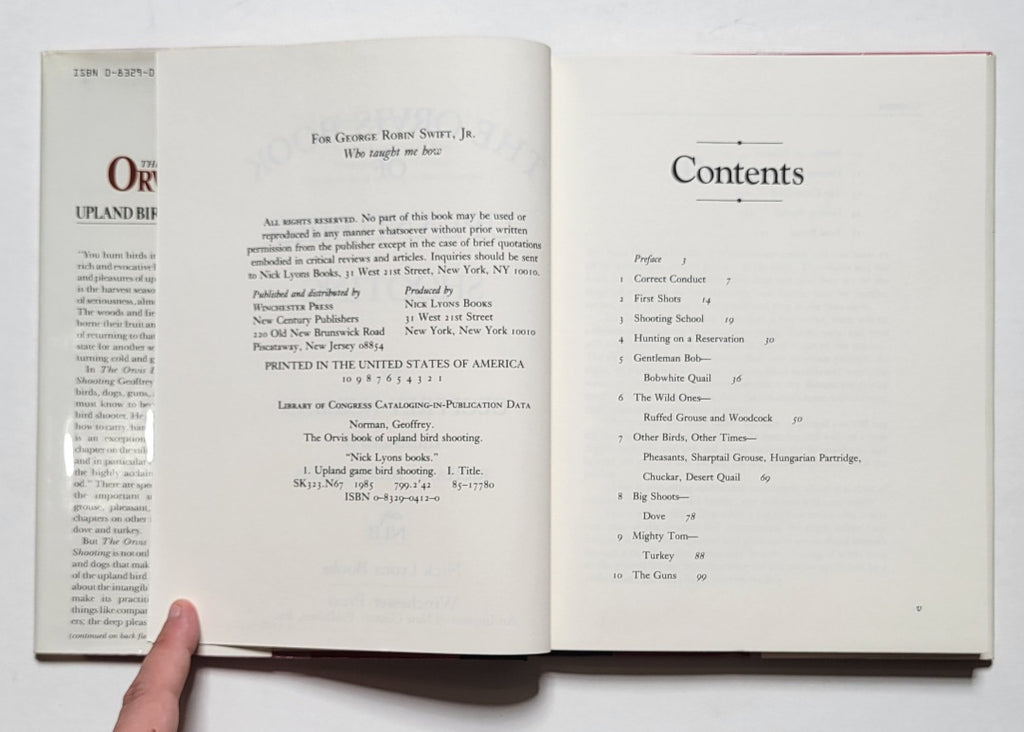 ISBN 0-8329-0
TH
OR
UPLAND BIR
"You hunt birds in
rich and evocative
and pleasures of up
is the harvest seaso
of seriousness, alm
The woods and fie
borne their fruit an
of returning to that
state for another w
turning cold and g
In The Orvis
Shooting Geoffrey
birds, dogs, guns,
must know to be
bird shooter. He
how to carry, han
is an exception
chapter on the
and in particular
the highly acclaim
od." There are spe
the important u
grouse, pheasant,
chapters on other
dove and turkey.
But The Orvis
Shooting is not onl
and dogs that mak
of the upland bird
about the intangib
make its practic
things like compan
ers; the deep pleas
(continued on back fla
FOR GEORGE ROBIN SWIFT, JR.
Who taught me how
ALL RIGHTS RESERVED. No part of this book may be used or
reproduced in any manner whatsoever without prior written
permission from the publisher except in the case of brief quotations
embodied in critical reviews and articles. Inquiries should be sent
to Nick Lyons Books, 31 West 21st Street, New York, NY 10010.
Published and distributed by
WINCHESTER PRESS
New Century Publishers
220 Old New Brunswick Road
Piscataway, New Jersey 08854
Produced by
NICK LYONS BOOKS
31 West 21st Street
New York, New York 10010
PRINTED IN THE UNITED STATES OF AMERICA
10 9 8 7 6 5 4 3 2 1
LIBRARY OF CONGRESS CATALOGING-IN-PUBLICATION DATA
Norman, Geoffrey.
The Orvis book of upland bird shooting.
"Nick Lyons books."
1. Upland game bird shooting. I. Title.
SK323.N67 1985 799.2'42 85-17780
ISBN 0-8329-0412-0
Contents
Preface 3
1 Correct Conduct 7
2 First Shots 14
3 Shooting School 19
4 Hunting on a Reservation 30
5 Gentleman Bob—
Bobwhite Quail 36
6 The Wild Ones—
Ruffed Grouse and Woodcock 50
7 Other Birds, Other Times—
Pheasants, Sharptail Grouse, Hungarian Partridge,
Chuckar, Desert Quail 69
8 Big Shoots—
Dove 78
9 Mighty Tom—
Turkey 88
10 The Guns 99
v